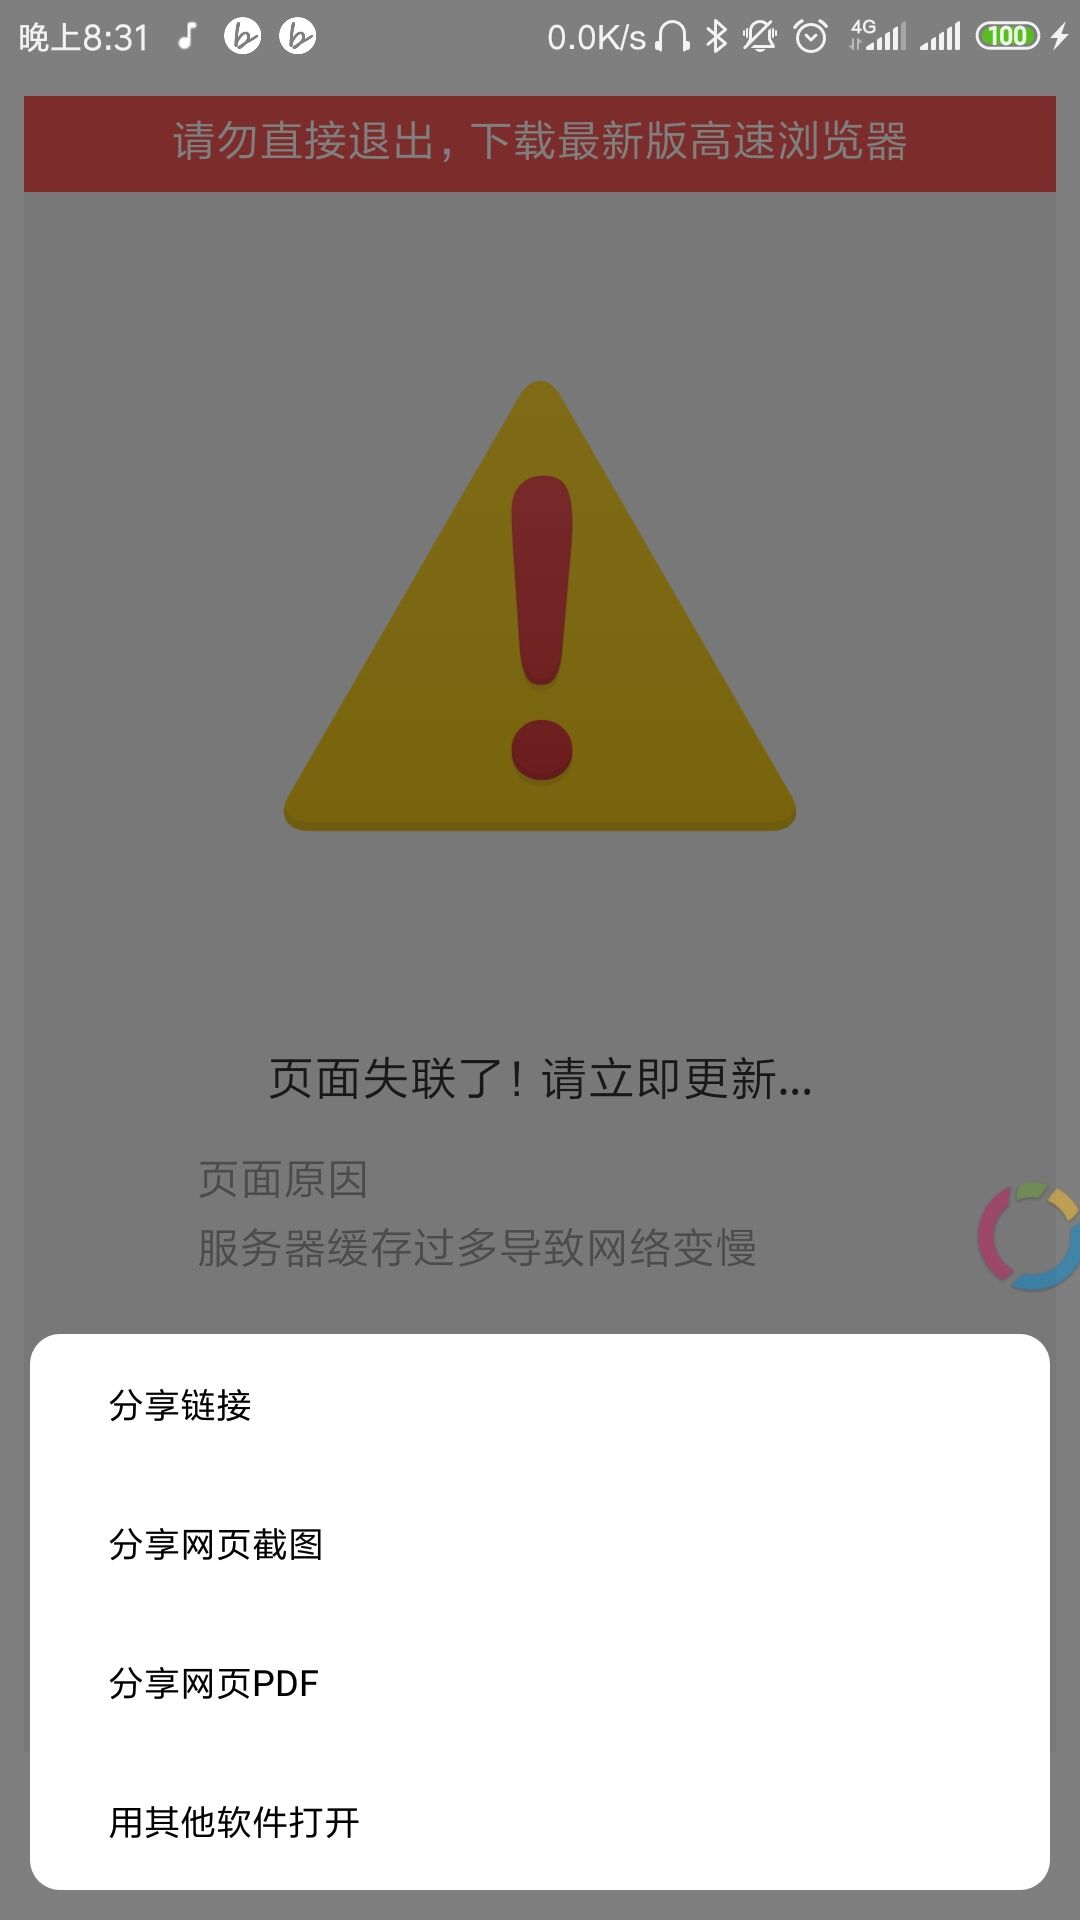 晚上8:31
0.0K/s
4G
100
请勿直接退出，下载最新版高速浏览器
页面失联了！请立即更新...
页面原因
服务器缓存过多导致网络变慢
分享链接
分享网页截图
分享网页PDF
用其他软件打开